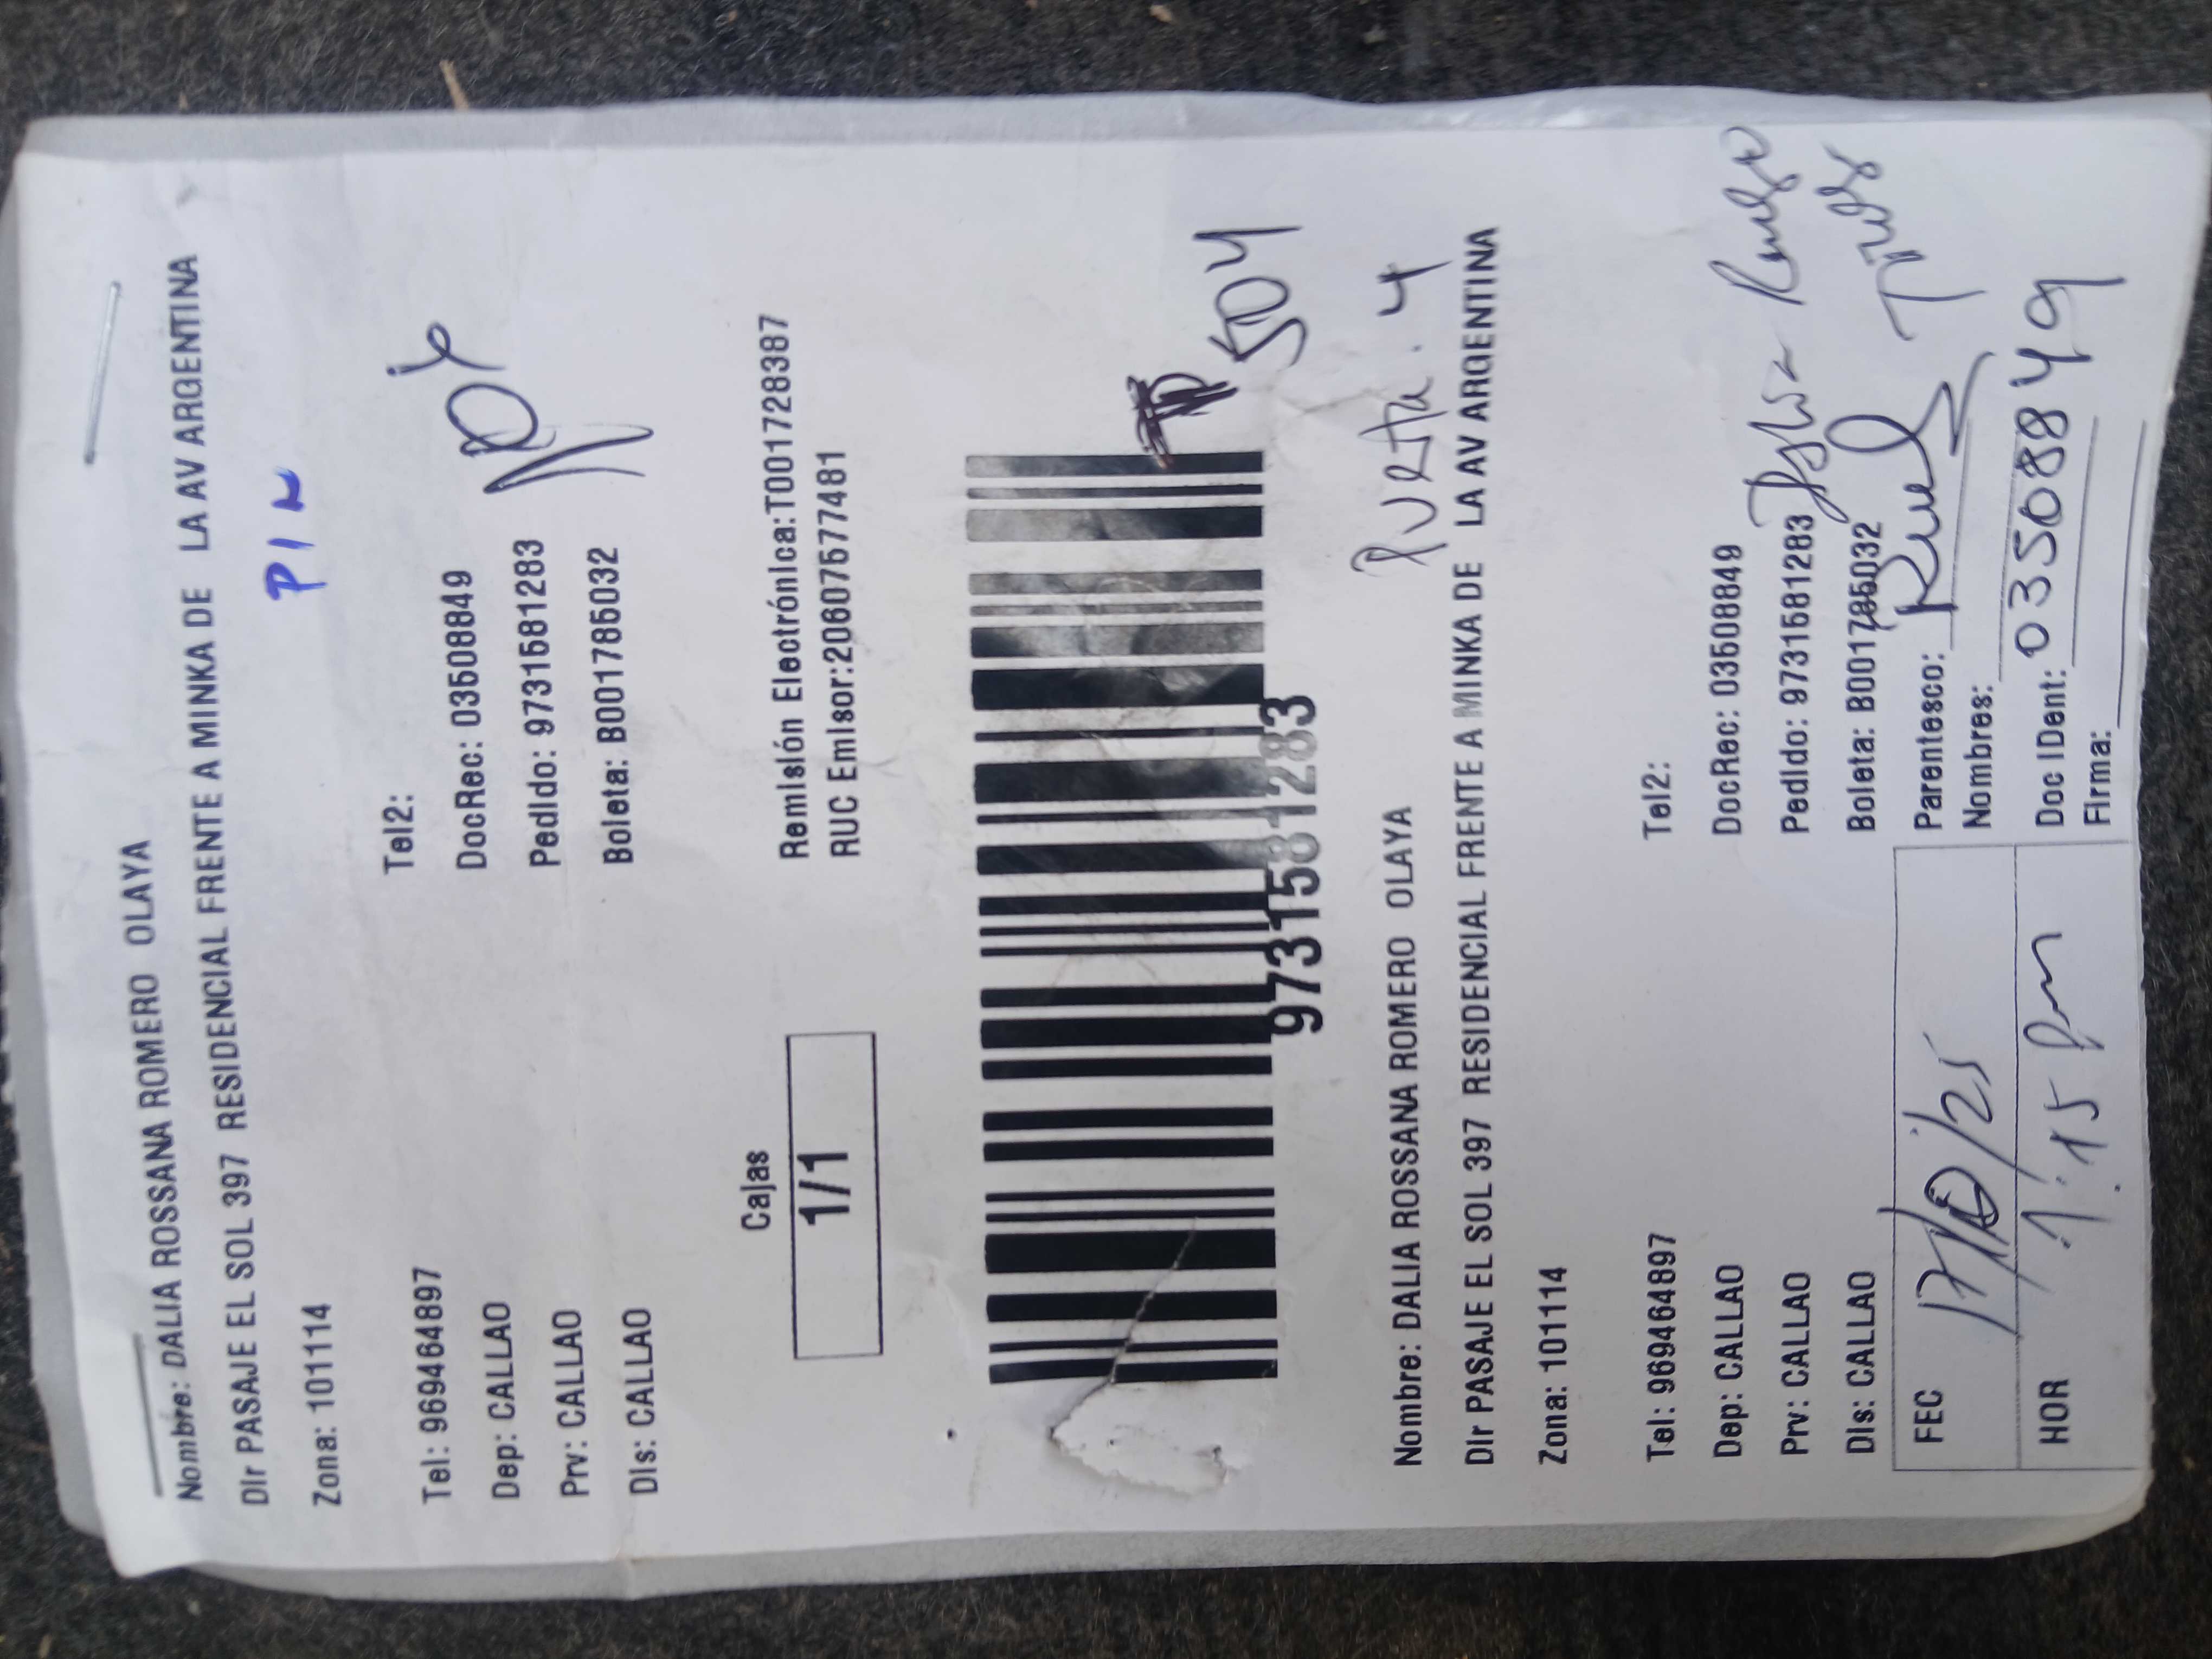 Nombre: DALIA ROSSANA ROMERO OLAYA
DIr PASAJE EL SOL 397 RESIDENCIAL FRENTE A MINKA DE LA AV ARGENTINA
Zona: 101114
PIN
Tel: 969464897 Tel2:
Dep: CALLAO DocRec: 03508849
Prv: CALLAO PedIdo: 9731581283
DIs: CALLAO Boleta: B001785032
Cajas
1/1
RemIsIón ElectrónIca:T001728387
RUC EmIsor:20607577481
9731581283
504
Puerta. 4
Nombre: DALIA ROSSANA ROMERO OLAYA
DIr PASAJE EL SOL 397 RESIDENCIAL FRENTE A MINKA DE LA AV ARGENTINA
Zona: 101114
Tel: 969464897 Tel2:
Dep: CALLAO DocRec: 03508849
Prv: CALLAO PedIdo: 9731581283
DIs: CALLAO Boleta: B001785032
FEC Parentesco:
Nombres:
HOR 1:15 Pm Doc IDent: 03508849
FIrma: